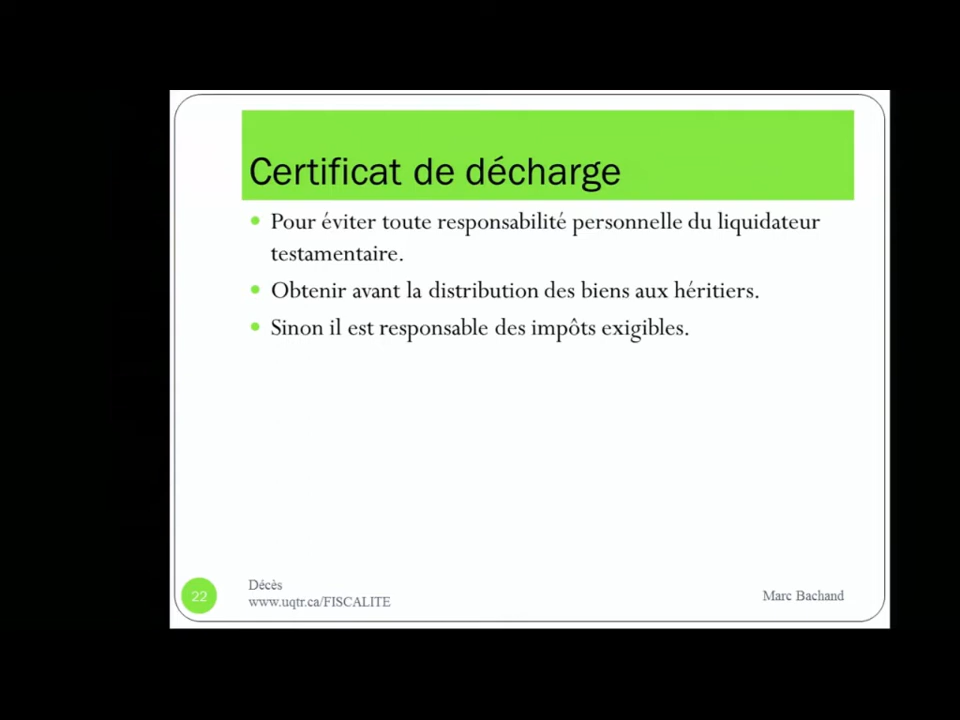 Certificat de décharge
• Pour éviter toute responsabilité personnelle du liquidateur
testamentaire.
• Obtenir avant la distribution des biens aux héritiers.
• Sinon il est responsable des impôts exigibles.
22
Décès
www.uqtr.ca/FISCALITE
Marc Bachand